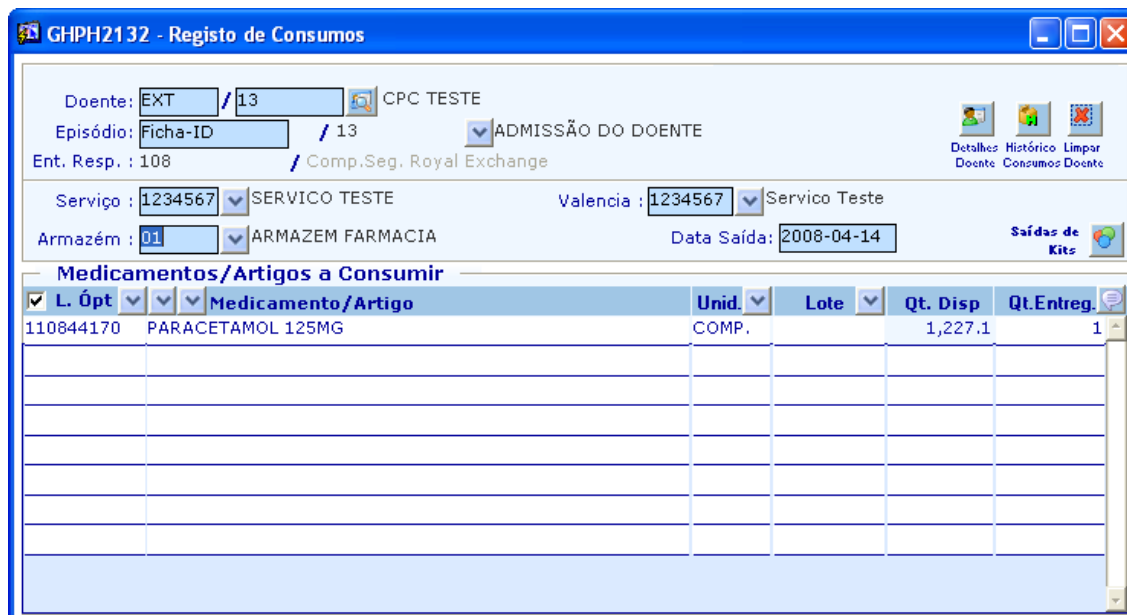 GHPH2132 - Registo de Consumos
Doente: EXT / 13 CPC TESTE
Episódio: Ficha-ID / 13 ADMISSÃO DO DOENTE
Ent. Resp. : 108 / Comp.Seg. Royal Exchange
Detalhes Doente
Histórico Consumos
Limpar Doente
Serviço : 1234567 SERVICO TESTE Valencia : 1234567 Servico Teste
Armazém : 01 ARMAZEM FARMACIA Data Saída: 2008-04-14 Saídas de Kits
Medicamentos/Artigos a Consumir
L. Ópt Medicamento/Artigo Unid. Lote Qt. Disp Qt.Entreg.
110844170 PARACETAMOL 125MG COMP. 1,227.1 1